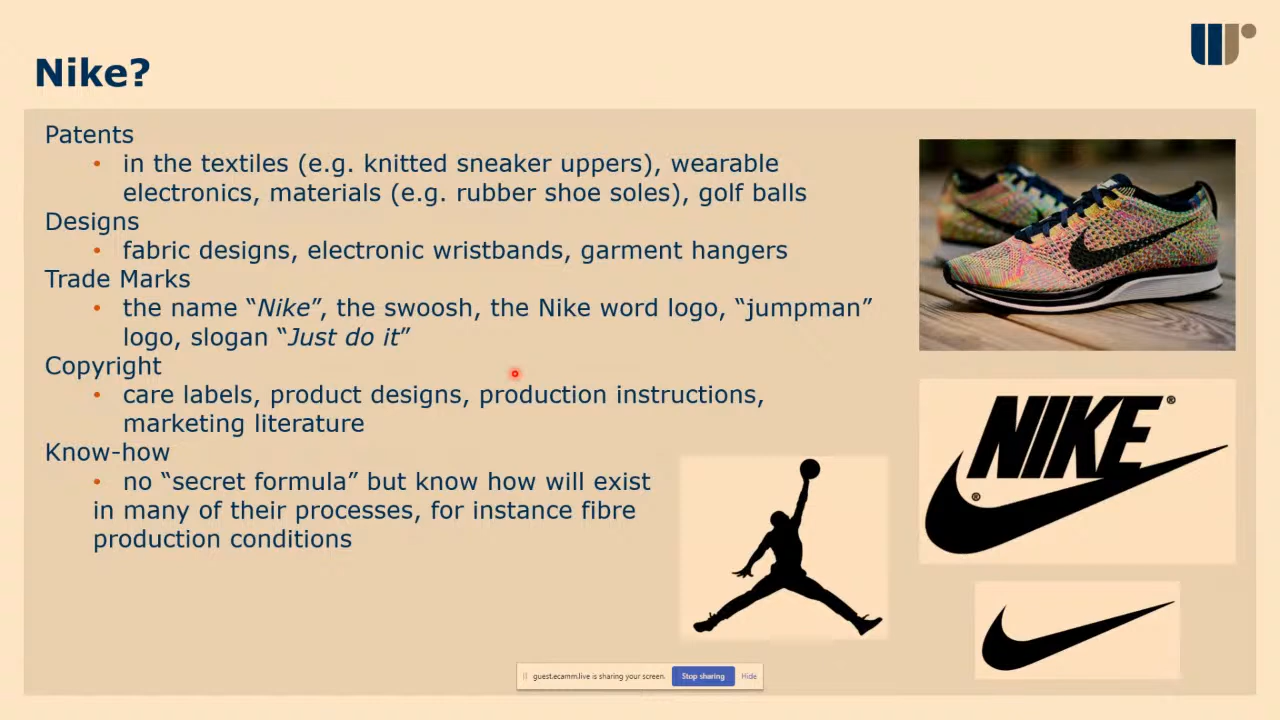 Nike?
Patents
• in the textiles (e.g. knitted sneaker uppers), wearable
electronics, materials (e.g. rubber shoe soles), golf balls
Designs
• fabric designs, electronic wristbands, garment hangers
Trade Marks
• the name “Nike”, the swoosh, the Nike word logo, “jumpman”
logo, slogan “Just do it”
Copyright
• care labels, product designs, production instructions,
marketing literature
Know-how
• no “secret formula” but know how will exist
in many of their processes, for instance fibre
production conditions
NIKE®
®
guest.ecamm.live is sharing your screen. Stop sharing Hide